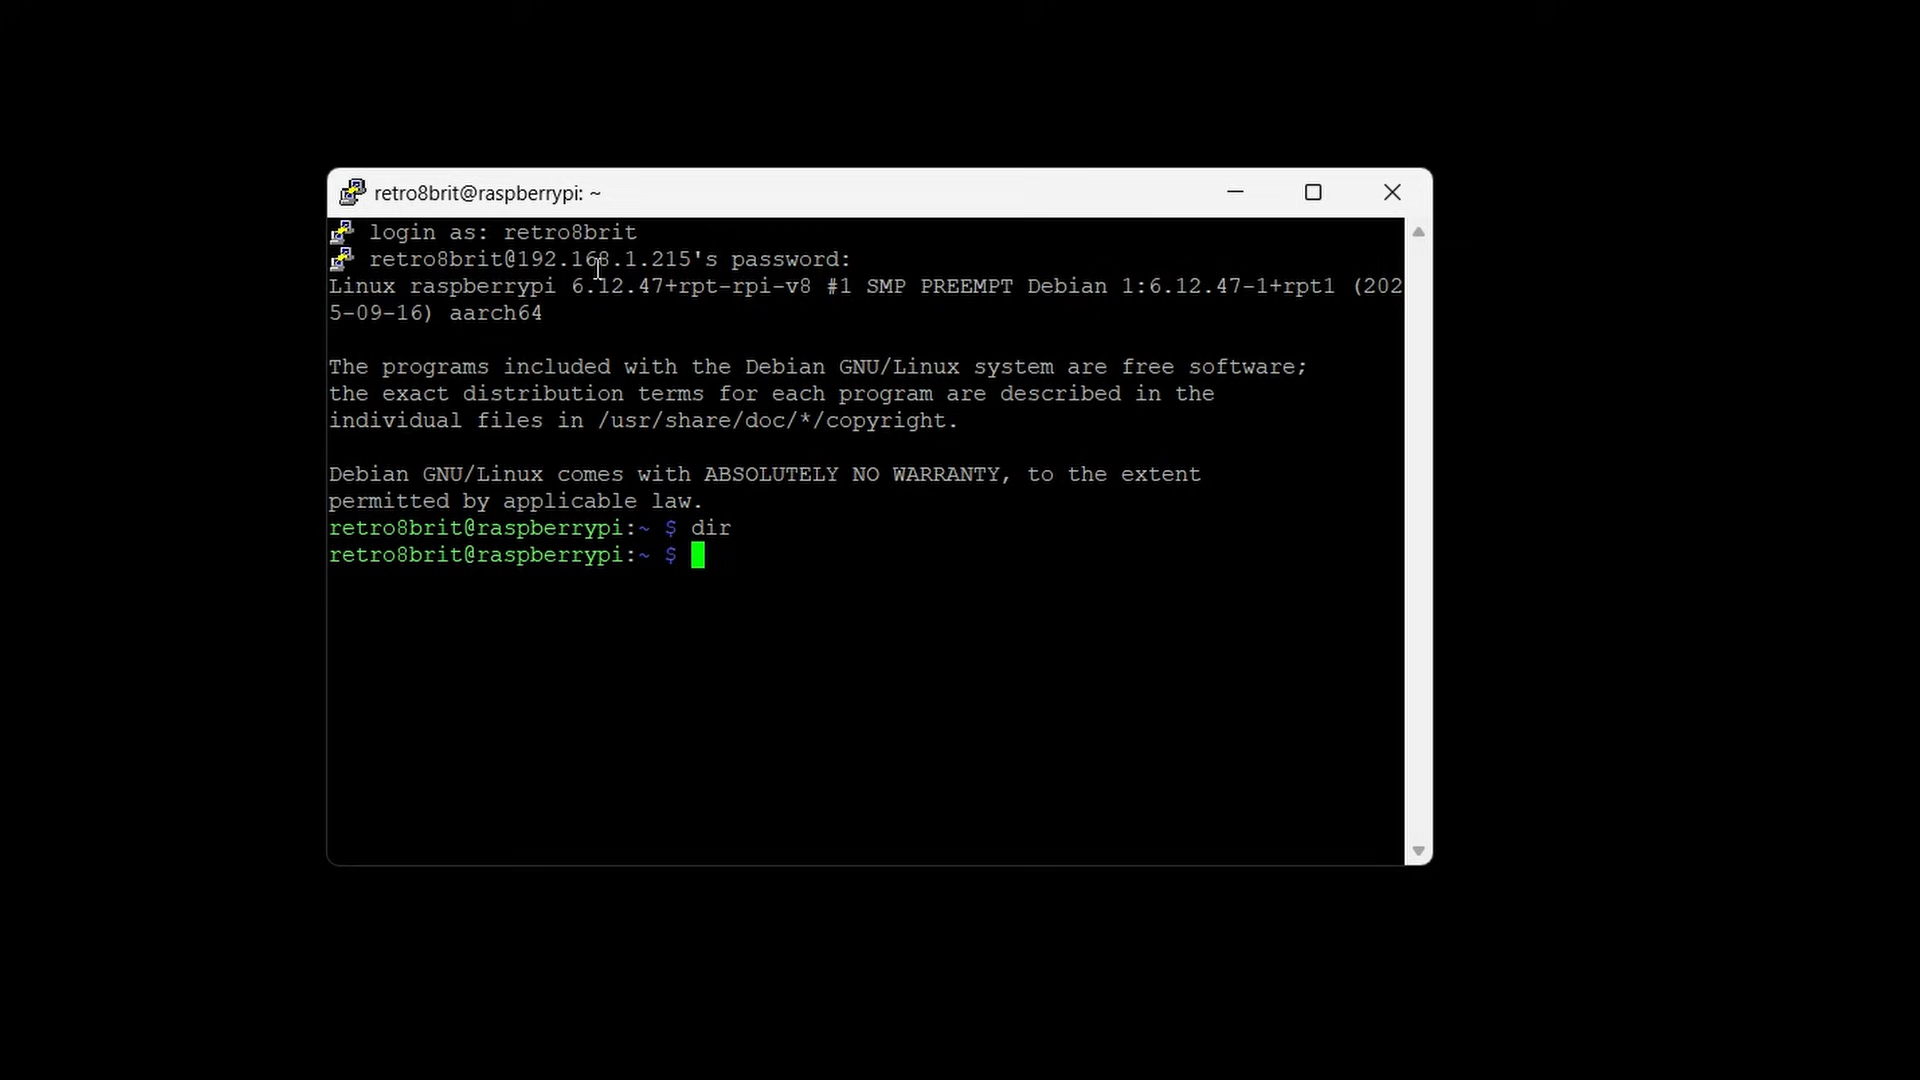 retro8brit@raspberrypi: ~
login as: retro8brit
retro8brit@192.168.1.215's password:
Linux raspberrypi 6.12.47+rpt-rpi-v8 #1 SMP PREEMPT Debian 1:6.12.47-1+rpt1 (202
5-09-16) aarch64
The programs included with the Debian GNU/Linux system are free software;
the exact distribution terms for each program are described in the
individual files in /usr/share/doc/*/copyright.
Debian GNU/Linux comes with ABSOLUTELY NO WARRANTY, to the extent
permitted by applicable law.
retro8brit@raspberrypi:~ $ dir
retro8brit@raspberrypi:~ $